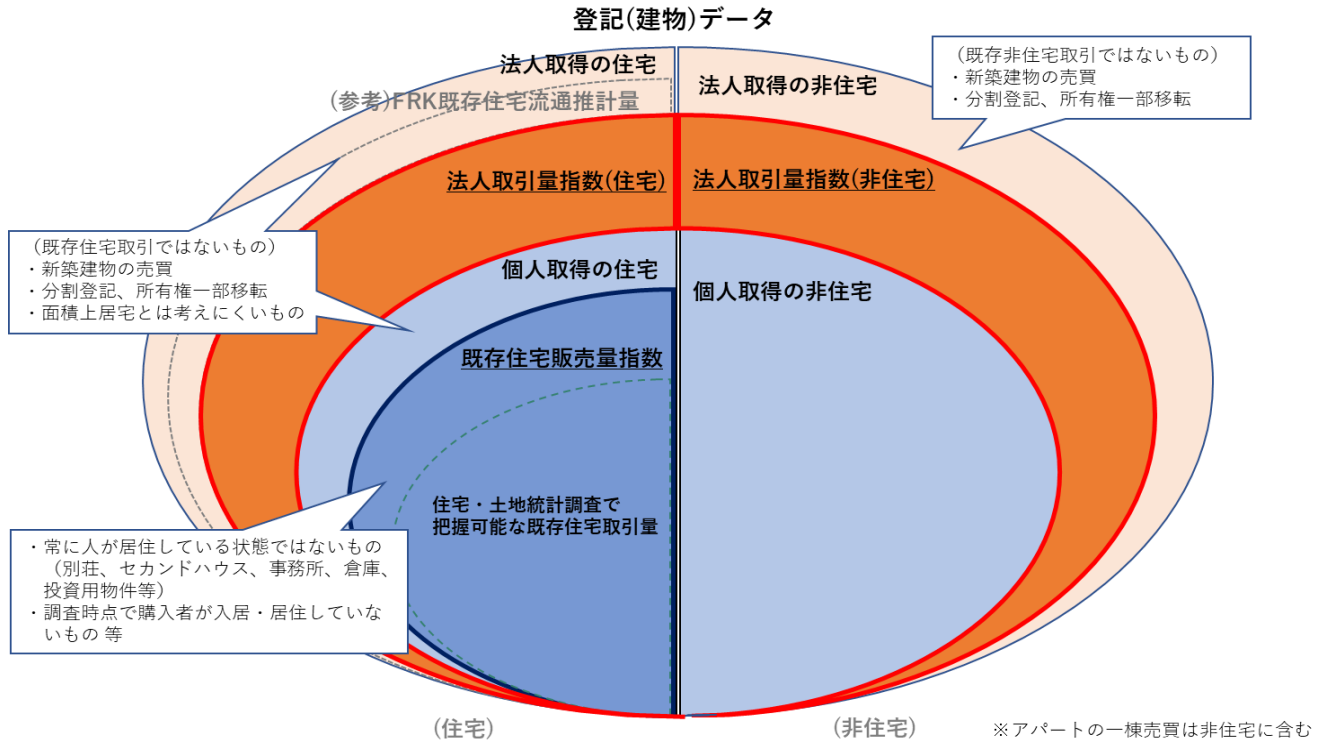 登記(建物)データ
法人取得の住宅
(参考)FRK既存住宅流通推計量
法人取得の非住宅
(既存非住宅取引ではないもの)
・新築建物の売買
・分割登記、所有権一部移転
法人取引量指数(住宅)
法人取引量指数(非住宅)
(既存住宅取引ではないもの)
・新築建物の売買
・分割登記、所有権一部移転
・面積上居宅とは考えにくいもの
個人取得の住宅
個人取得の非住宅
既存住宅販売量指数
住宅・土地統計調査で
把握可能な既存住宅取引量
・常に人が居住している状態ではないもの
(別荘、セカンドハウス、事務所、倉庫、
投資用物件等)
・調査時点で購入者が入居・居住していな
いもの 等
(住宅)
(非住宅)
※アパートの一棟売買は非住宅に含む